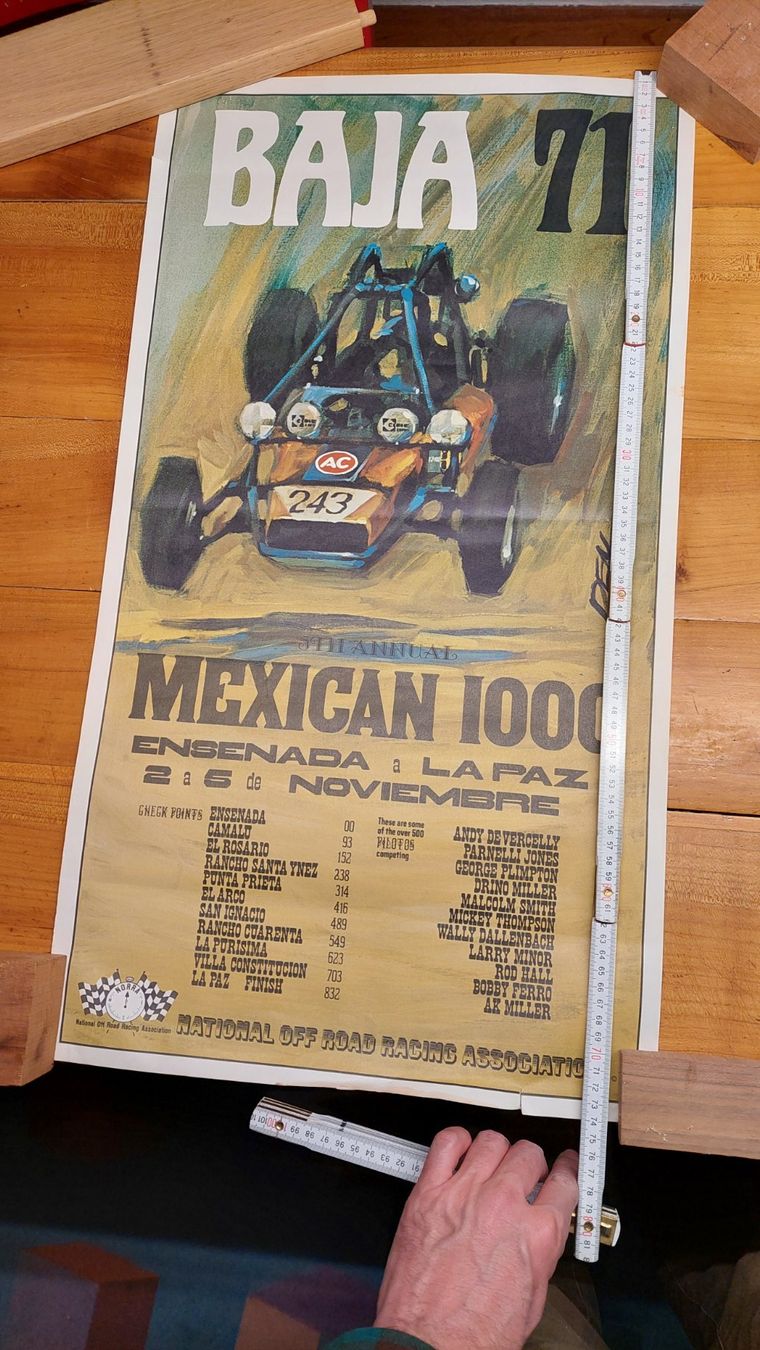 BAJA 71
AC
243
5TH ANNUAL
MEXICAN 1000
ENSENADA a LA PAZ
2 a 5 de NOVIEMBRE
CHECK POINTS
ENSENADA 00
CAMALU 93
EL ROSARIO 152
RANCHO SANTA YNEZ 238
PUNTA PRIETA 314
EL ARCO 416
SAN IGNACIO 489
RANCHO CUARENTA 549
LA PURISIMA 623
VILLA CONSTITUCION 703
LA PAZ FINISH 832
These are some
of the over 500
PILOTOS
competing
ANDY DE VERCELLY
PARNELLI JONES
GEORGE PLIMPTON
DRINO MILLER
MALCOLM SMITH
MICKEY THOMPSON
WALLY DALLENBACH
LARRY MINOR
ROD HALL
BOBBY FERRO
AK MILLER
NORRA
National Off Road Racing Association
NATIONAL OFF ROAD RACING ASSOCIATIO